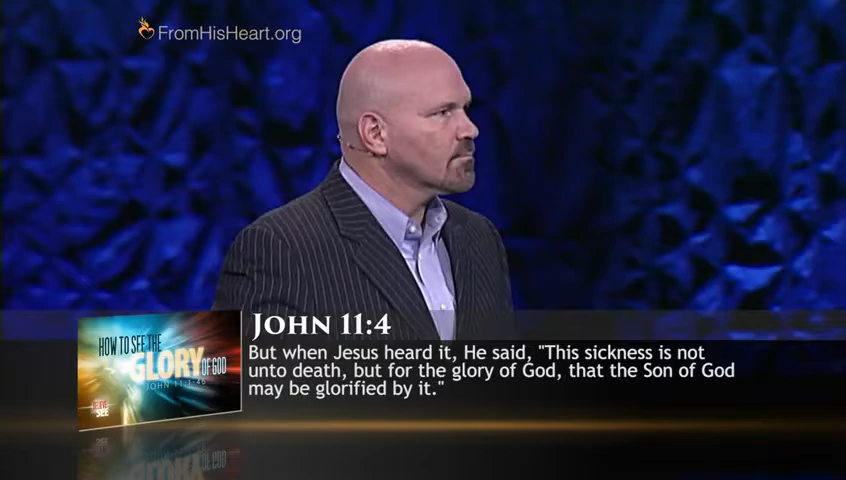 FromHisHeart.org
JOHN 11:4
But when Jesus heard it, He said, "This sickness is not
unto death, but for the glory of God, that the Son of God
may be glorified by it."
HOW TO SEE THE
GLORY OF GOD
JOHN 11:1-46
BELIEVE
SEE